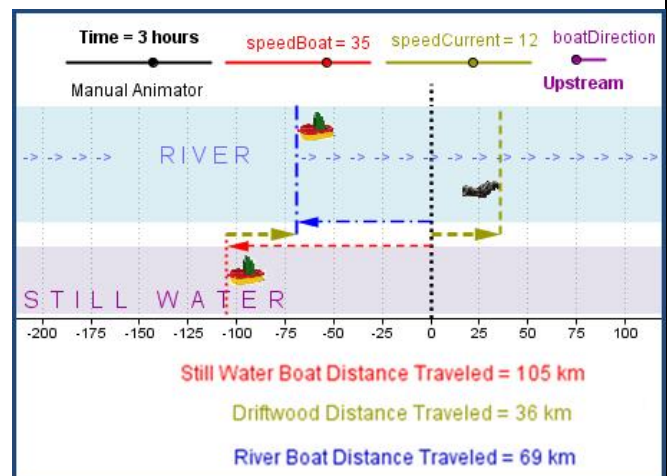 Time = 3 hours speedBoat = 35 speedCurrent = 12 boatDirection
Manual Animator Upstream
-> -> -> -> -> RIVER -> -> -> -> -> -> -> -> -> -> -> -> -> -> -> ->
STILL WATER
-200 -175 -150 -125 -100 -75 -50 -25 0 25 50 75 100
Still Water Boat Distance Traveled = 105 km
Driftwood Distance Traveled = 36 km
River Boat Distance Traveled = 69 km